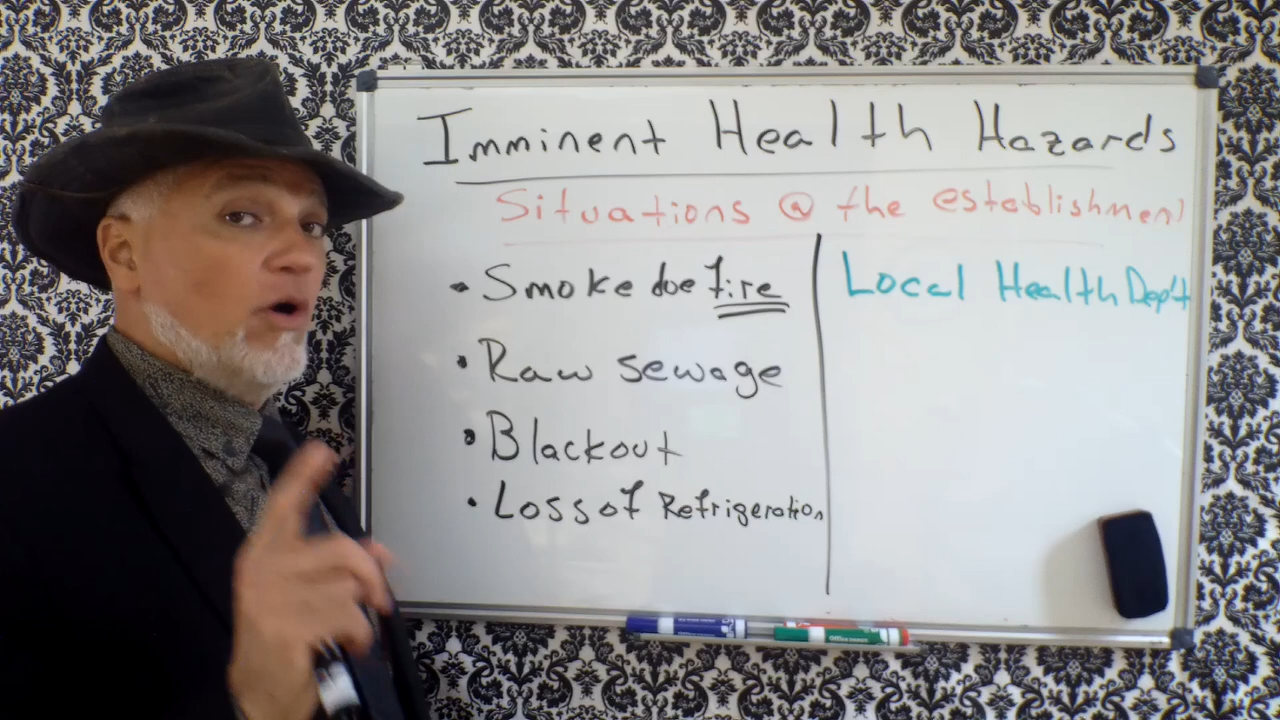 Imminent Health Hazards
Situations @ the establishment
• Smoke due fire
Local Health Dep't
• Raw sewage
• Blackout
• Loss of Refrigeration